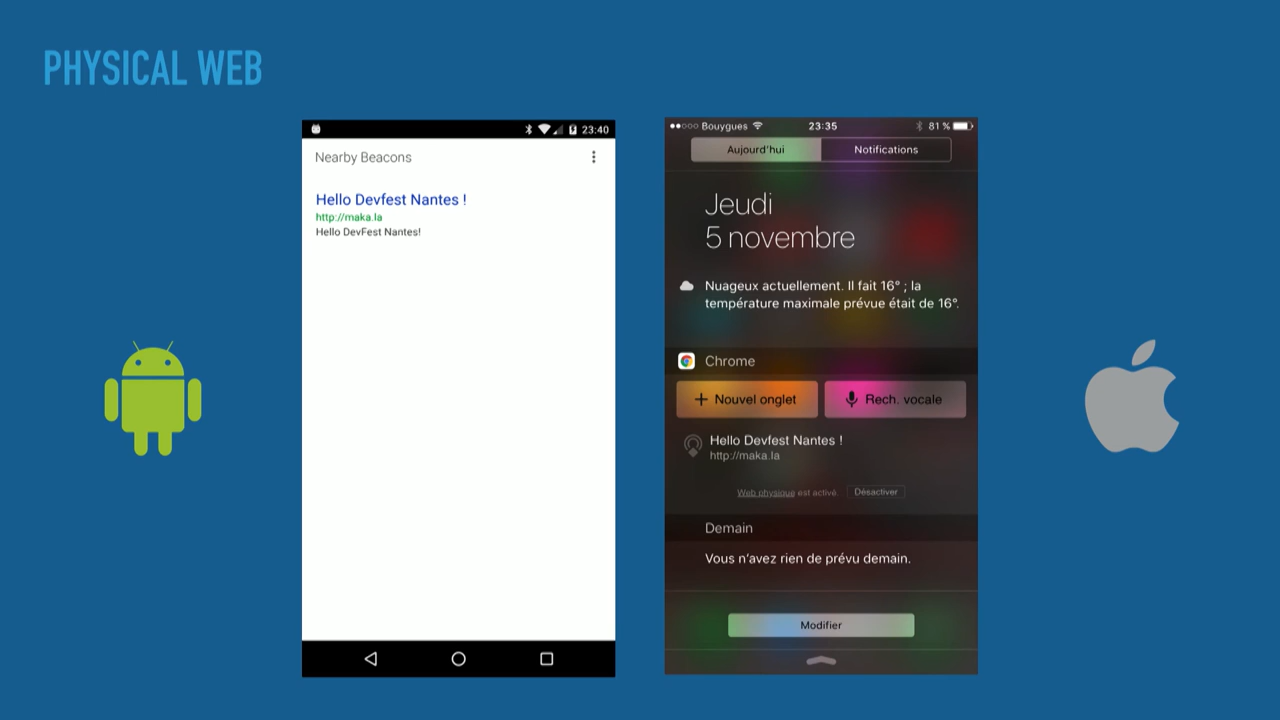 PHYSICAL WEB
23:40
Nearby Beacons
Hello Devfest Nantes !
http://maka.la
Hello DevFest Nantes!
Bouygues 23:35 81 %
Aujourd'hui Notifications
Jeudi
5 novembre
Nuageux actuellement. Il fait 16° ; la
température maximale prévue était de 16°.
Chrome
+ Nouvel onglet Rech. vocale
Hello Devfest Nantes !
http://maka.la
Web physique est activé. Désactiver
Demain
Vous n'avez rien de prévu demain.
Modifier